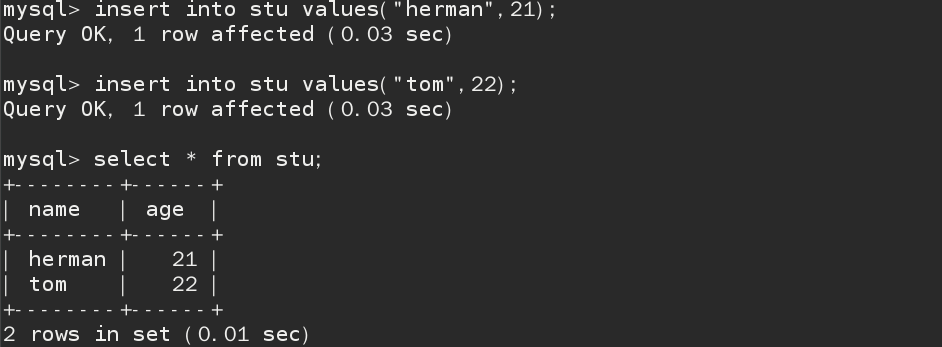 mysql> insert into stu values("herman",21);
Query OK, 1 row affected (0.03 sec)
mysql> insert into stu values("tom",22);
Query OK, 1 row affected (0.03 sec)
mysql> select * from stu;
+--------+------+
| name   | age  |
+--------+------+
| herman |   21 |
| tom    |   22 |
+--------+------+
2 rows in set (0.01 sec)